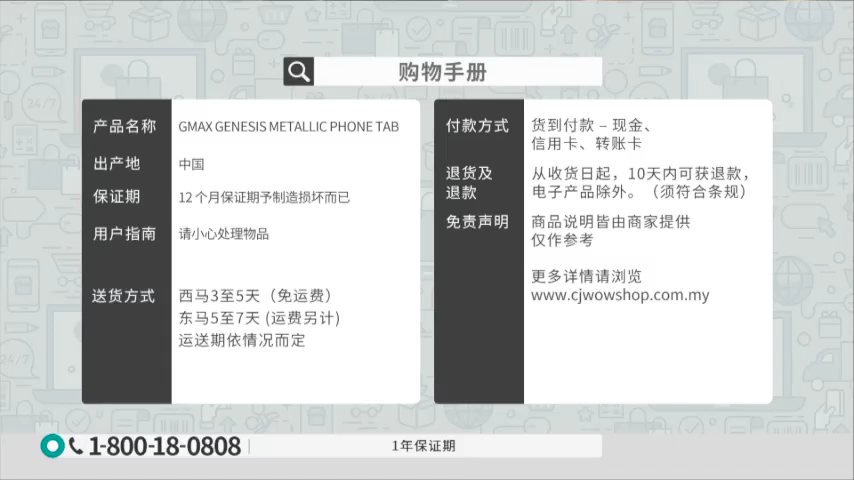 购物手册
产品名称 GMAX GENESIS METALLIC PHONE TAB
出产地 中国
保证期 12 个月保证期予制造损坏而已
用户指南 请小心处理物品
送货方式 西马3至5天（免运费）
东马5至7天 (运费另计)
运送期依情况而定
付款方式 货到付款 – 现金、
信用卡、转账卡
退货及 从收货日起，10天内可获退款，
退款 电子产品除外。（须符合条规）
免责声明 商品说明皆由商家提供
仅作参考
更多详情请浏览
www.cjwowshop.com.my
1-800-18-0808 1年保证期
24/7
24/7